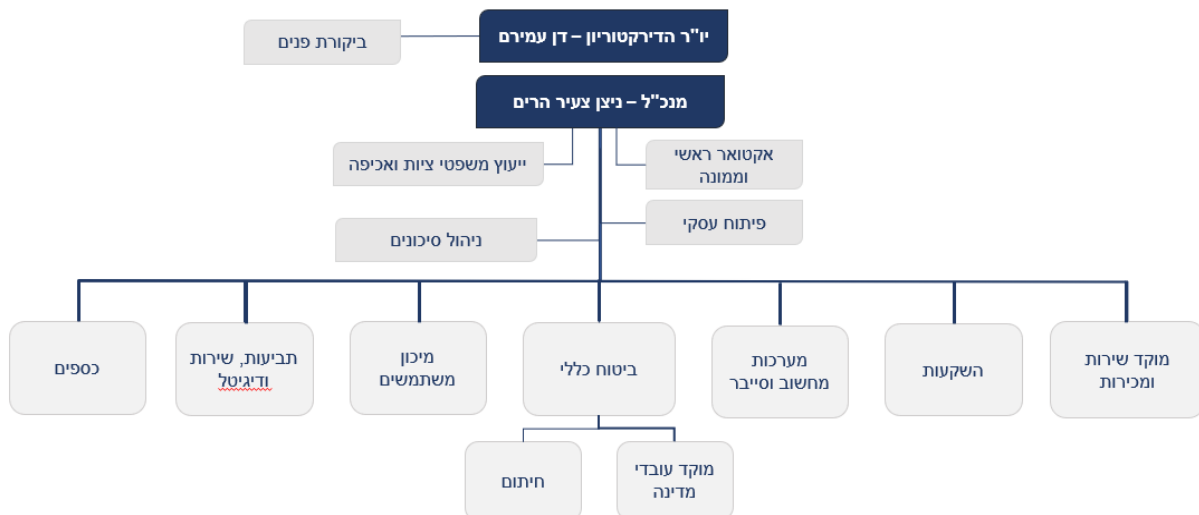 יו"ר הדירקטוריון – דן עמירם
ביקורת פנים
מנכ"ל – ניצן צעיר הרים
אקטואר ראשי
וממונה
ייעוץ משפטי ציות ואכיפה
פיתוח עסקי
ניהול סיכונים
מוקד שירות
ומכירות
השקעות
מערכות
מחשוב וסייבר
ביטוח כללי
מיכון
משתמשים
תביעות, שירות
ודיגיטל
כספים
מוקד עובדי
מדינה
חיתום